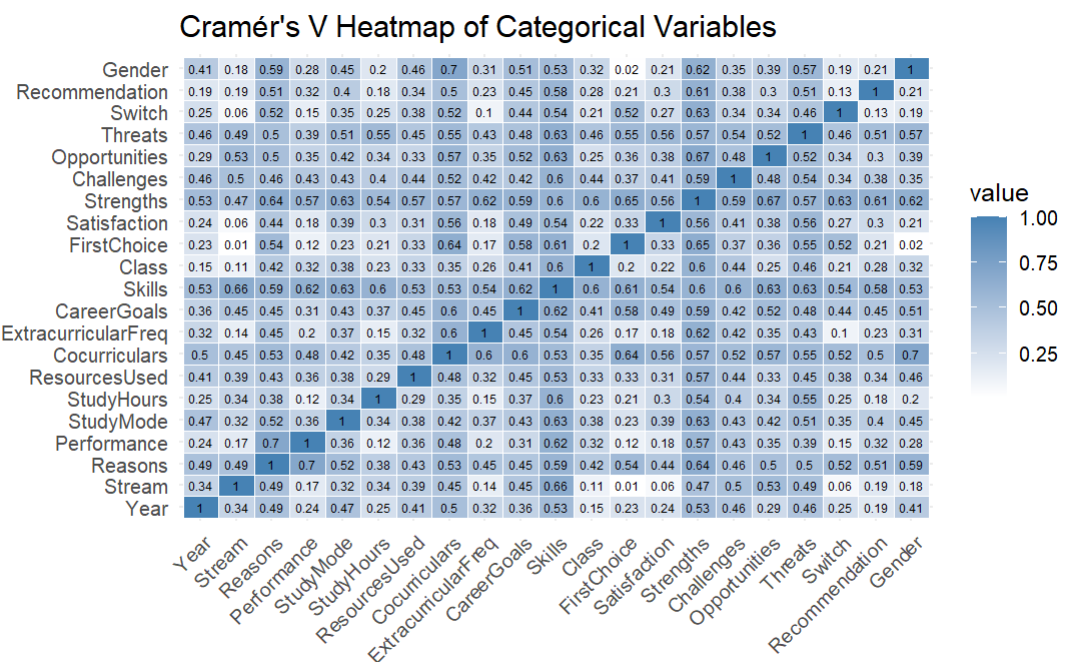 Cramér's V Heatmap of Categorical Variables
Gender 0.41 0.18 0.59 0.28 0.45 0.2 0.46 0.7 0.31 0.51 0.53 0.32 0.02 0.21 0.62 0.35 0.39 0.57 0.19 0.21 1
Recommendation 0.19 0.19 0.51 0.32 0.4 0.18 0.34 0.5 0.23 0.45 0.58 0.28 0.21 0.3 0.61 0.38 0.3 0.51 0.13 1 0.21
Switch 0.25 0.06 0.52 0.15 0.35 0.25 0.38 0.52 0.1 0.44 0.54 0.21 0.52 0.27 0.63 0.34 0.34 0.46 1 0.13 0.19
Threats 0.46 0.49 0.5 0.39 0.51 0.55 0.45 0.55 0.43 0.48 0.63 0.46 0.55 0.56 0.57 0.54 0.52 1 0.46 0.51 0.57
Opportunities 0.29 0.53 0.5 0.35 0.42 0.34 0.33 0.57 0.35 0.52 0.63 0.25 0.36 0.38 0.67 0.48 1 0.52 0.34 0.3 0.39
Challenges 0.46 0.5 0.46 0.43 0.43 0.4 0.44 0.52 0.42 0.42 0.6 0.44 0.37 0.41 0.59 1 0.48 0.54 0.34 0.38 0.35
Strengths 0.53 0.47 0.64 0.57 0.63 0.54 0.57 0.57 0.62 0.59 0.6 0.6 0.65 0.56 1 0.59 0.67 0.57 0.63 0.61 0.62
Satisfaction 0.24 0.06 0.44 0.18 0.39 0.3 0.31 0.56 0.18 0.49 0.54 0.22 0.33 1 0.56 0.41 0.38 0.56 0.27 0.3 0.21
FirstChoice 0.23 0.01 0.54 0.12 0.23 0.21 0.33 0.64 0.17 0.58 0.61 0.2 1 0.33 0.65 0.37 0.36 0.55 0.52 0.21 0.02
Class 0.15 0.11 0.42 0.32 0.38 0.23 0.33 0.35 0.26 0.41 0.6 1 0.2 0.22 0.6 0.44 0.25 0.46 0.21 0.28 0.32
Skills 0.53 0.66 0.59 0.62 0.63 0.6 0.53 0.53 0.54 0.62 1 0.6 0.61 0.54 0.6 0.6 0.63 0.63 0.54 0.58 0.53
CareerGoals 0.36 0.45 0.45 0.31 0.43 0.37 0.45 0.6 0.45 1 0.62 0.41 0.58 0.49 0.59 0.42 0.52 0.48 0.44 0.45 0.51
ExtracurricularFreq 0.32 0.14 0.45 0.2 0.37 0.15 0.32 0.6 1 0.45 0.54 0.26 0.17 0.18 0.62 0.42 0.35 0.43 0.1 0.23 0.31
Cocurriculars 0.5 0.45 0.53 0.48 0.42 0.35 0.48 1 0.6 0.6 0.53 0.35 0.64 0.56 0.57 0.52 0.57 0.55 0.52 0.5 0.7
ResourcesUsed 0.41 0.39 0.43 0.36 0.38 0.29 1 0.48 0.32 0.45 0.53 0.33 0.33 0.31 0.57 0.44 0.33 0.45 0.38 0.34 0.46
StudyHours 0.25 0.34 0.38 0.12 0.34 1 0.29 0.35 0.15 0.37 0.6 0.23 0.21 0.3 0.54 0.4 0.34 0.55 0.25 0.18 0.2
StudyMode 0.47 0.32 0.52 0.36 1 0.34 0.38 0.42 0.37 0.43 0.63 0.38 0.23 0.39 0.63 0.43 0.42 0.51 0.35 0.4 0.45
Performance 0.24 0.17 0.7 1 0.36 0.12 0.36 0.48 0.2 0.31 0.62 0.32 0.12 0.18 0.57 0.43 0.35 0.39 0.15 0.32 0.28
Reasons 0.49 0.49 1 0.7 0.52 0.38 0.43 0.53 0.45 0.45 0.59 0.42 0.54 0.44 0.64 0.46 0.5 0.5 0.52 0.51 0.59
Stream 0.34 1 0.49 0.17 0.32 0.34 0.39 0.45 0.14 0.45 0.66 0.11 0.01 0.06 0.47 0.5 0.53 0.49 0.06 0.19 0.18
Year 1 0.34 0.49 0.24 0.47 0.25 0.41 0.5 0.32 0.36 0.53 0.15 0.23 0.24 0.53 0.46 0.29 0.46 0.25 0.19 0.41
Year
Stream
Reasons
Performance
StudyMode
StudyHours
ResourcesUsed
Cocurriculars
ExtracurricularFreq
CareerGoals
Skills
Class
FirstChoice
Satisfaction
Strengths
Challenges
Opportunities
Threats
Switch
Recommendation
Gender
value
1.00
0.75
0.50
0.25